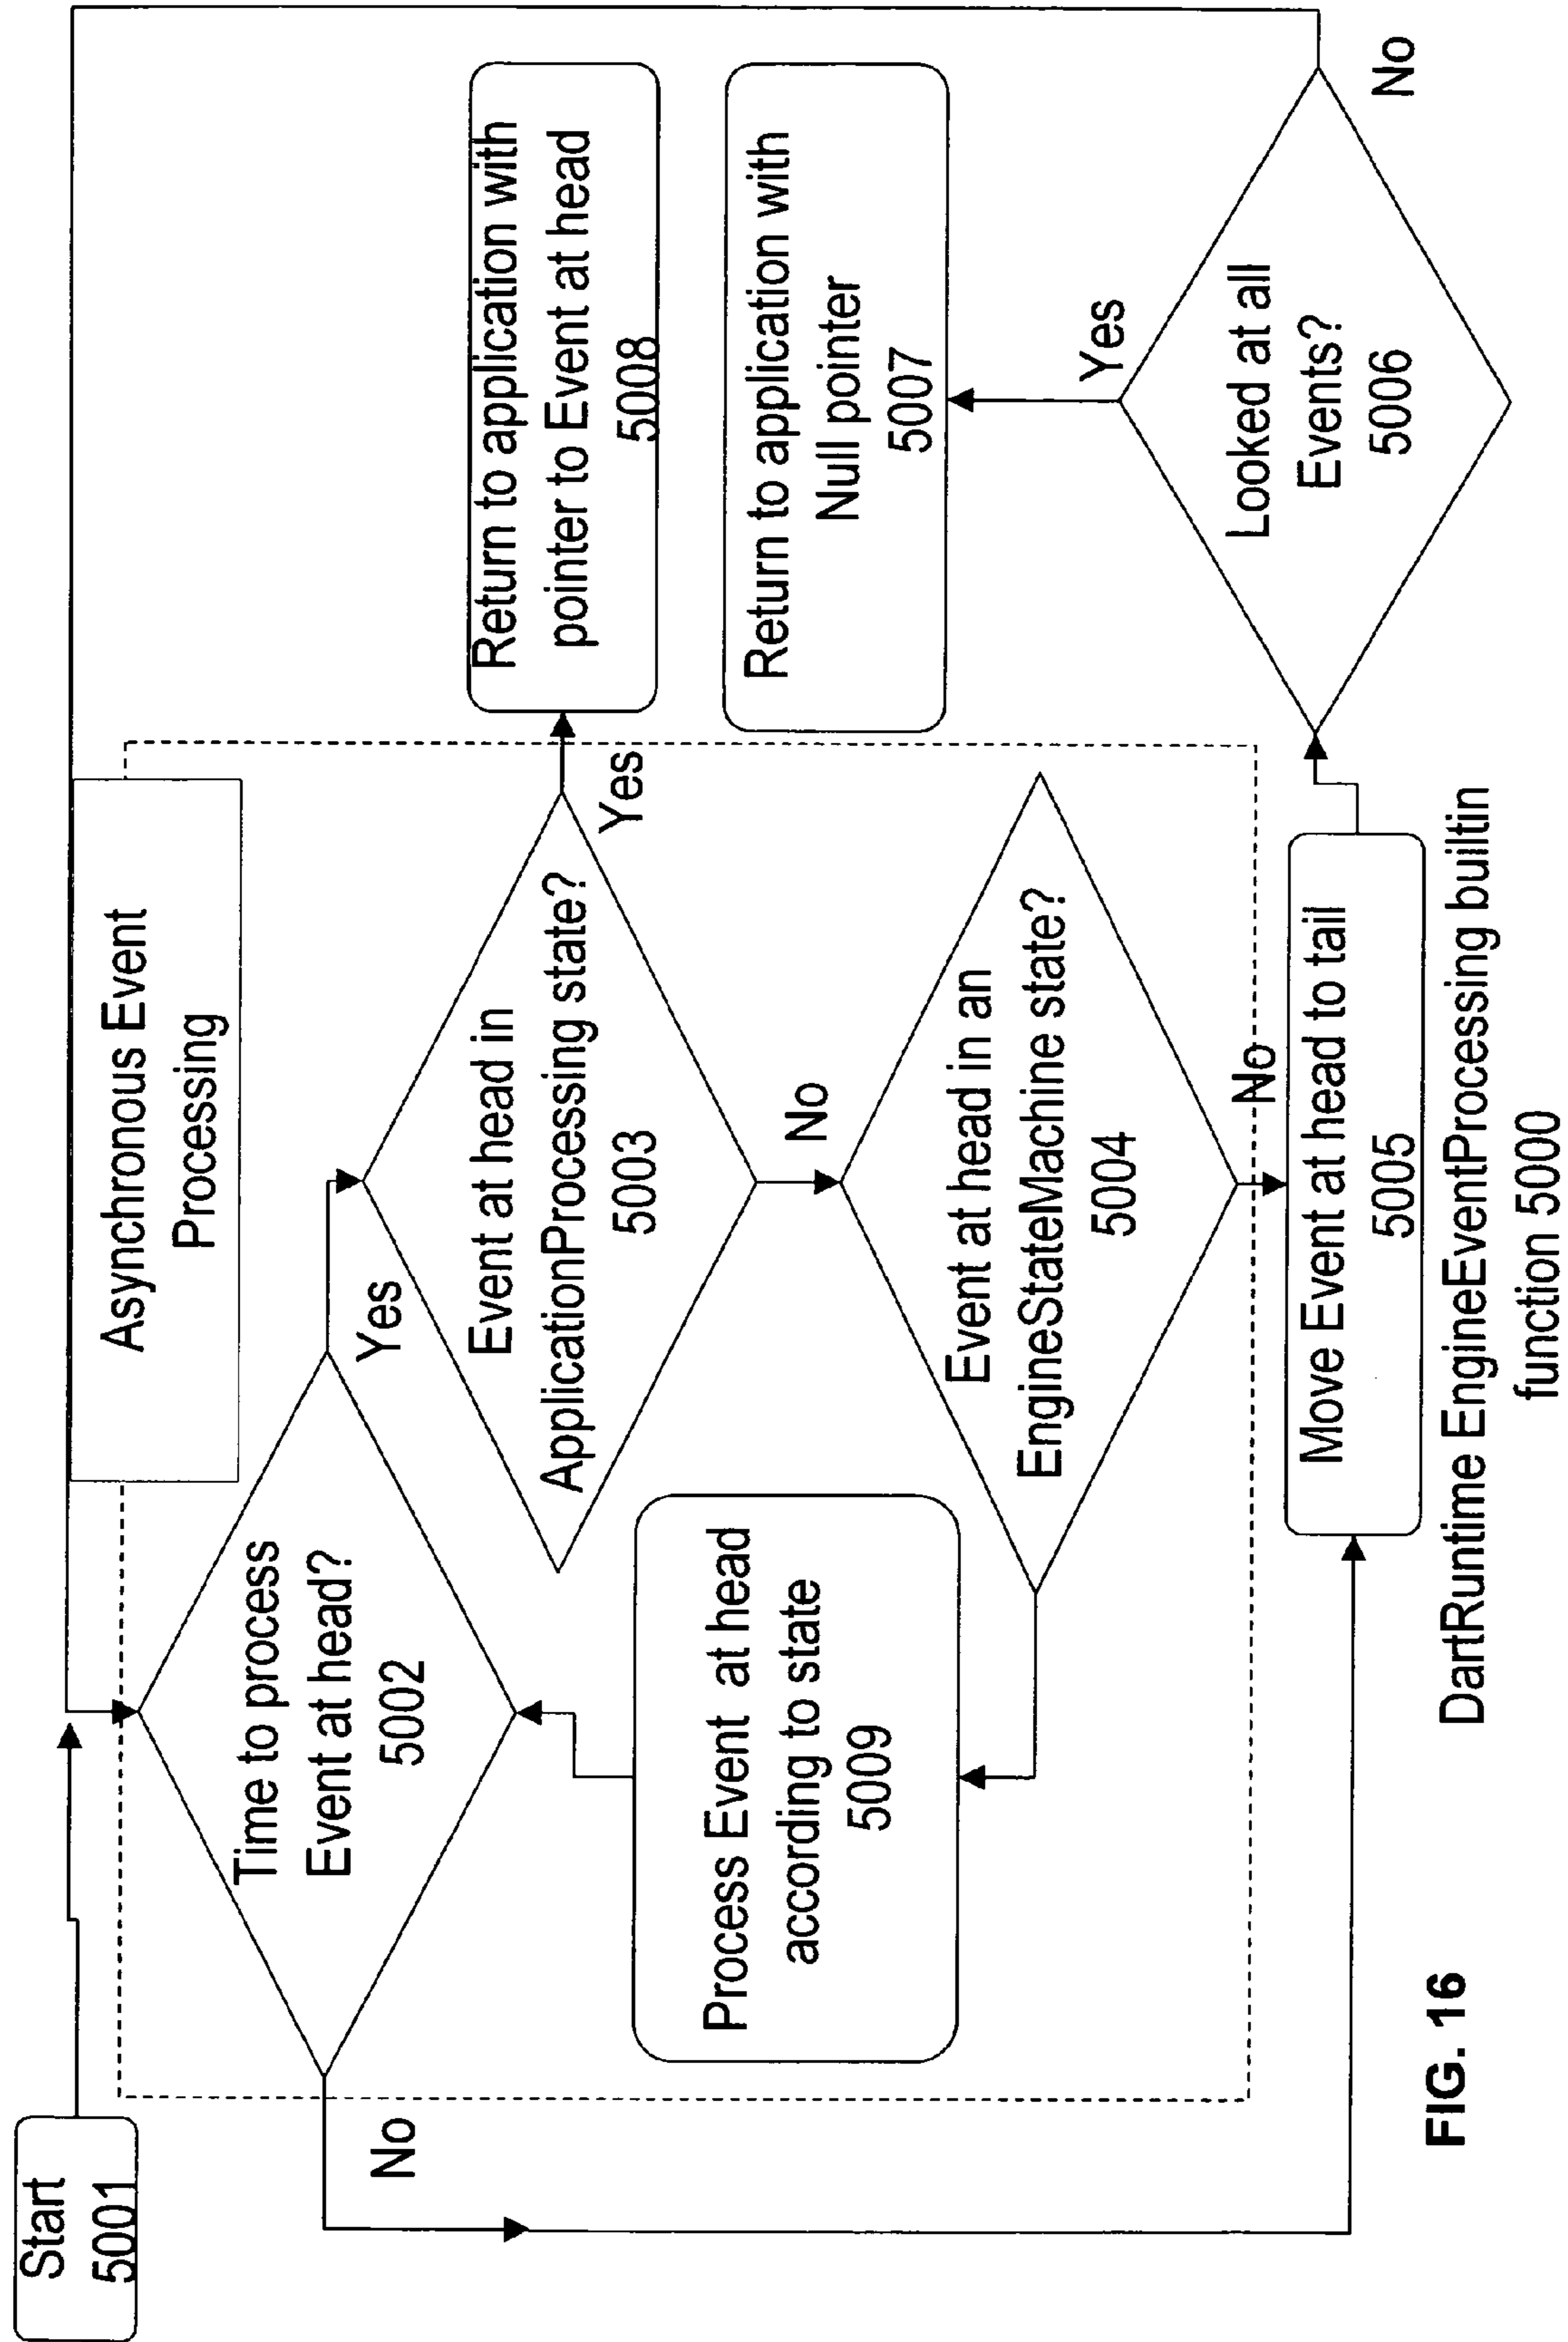 Start
5001
Asynchronous Event
Processing
Time to process
Event at head?
5002
Yes
No
Event at head in
ApplicationProcessing state?
5003
Yes
No
Return to application with
pointer to Event at head
5008
Process Event at head
according to state
5009
Event at head in an
EngineStateMachine state?
5004
No
Return to application with
Null pointer
5007
Move Event at head to tail
5005
Looked at all
Events?
5006
Yes
No
DartRuntime EngineEventProcessing builtin
function 5000
FIG. 16